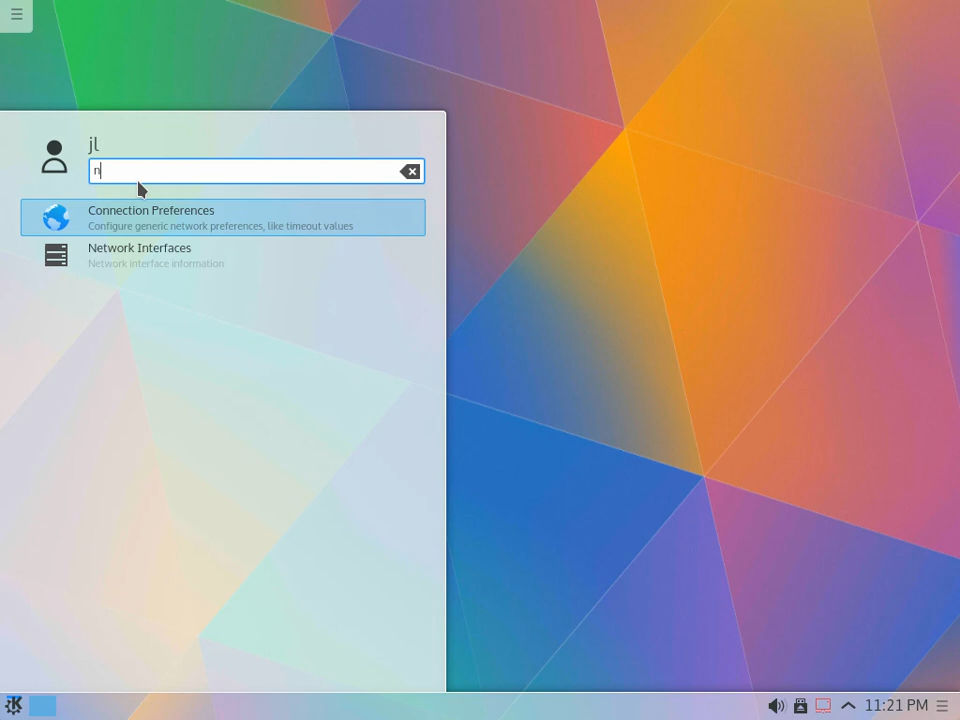 jl
n
Connection Preferences
Configure generic network preferences, like timeout values
Network Interfaces
Network interface information
11:21 PM